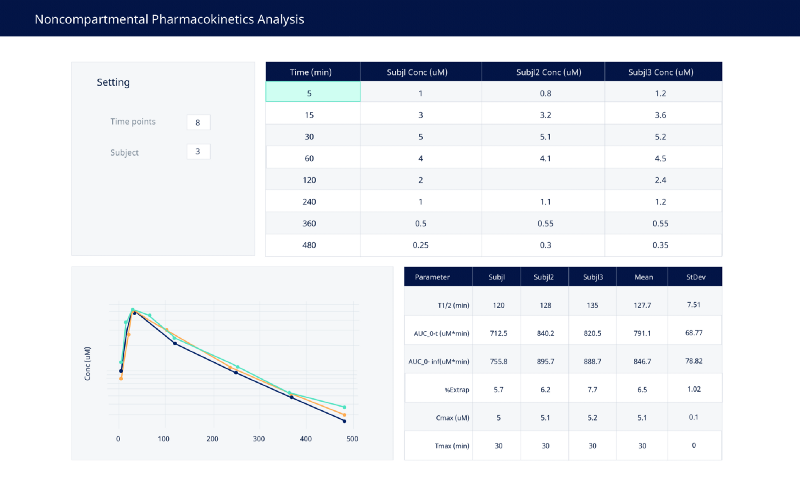 Noncompartmental Pharmacokinetics Analysis
Setting
Time points 8
Subject 3
Time (min) Subjl Conc (uM) Subjl2 Conc (uM) Subjl3 Conc (uM)
5 1 0.8 1.2
15 3 3.2 3.6
30 5 5.1 5.2
60 4 4.1 4.5
120 2 2.4
240 1 1.1 1.2
360 0.5 0.55 0.55
480 0.25 0.3 0.35
Conc (uM)
0 100 200 300 400 500
Parameter Subjl Subjl2 Subjl3 Mean StDev
T1/2 (min) 120 128 135 127.7 7.51
AUC_0-t (uM*min) 712.5 840.2 820.5 791.1 68.77
AUC_0- inf(uM*min) 755.8 895.7 888.7 846.7 78.82
%Extrap 5.7 6.2 7.7 6.5 1.02
Cmax (uM) 5 5.1 5.2 5.1 0.1
Tmax (min) 30 30 30 30 0